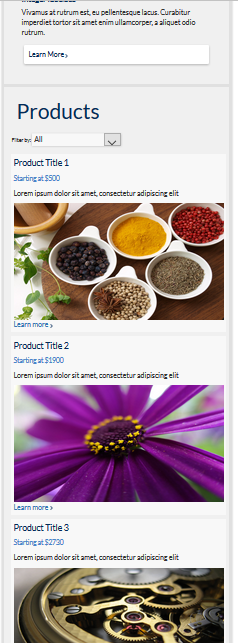 Vivamus at rutrum est, eu pellentesque lacus. Curabitur
imperdiet tortor sit amet enim ullamcorper, a aliquet odio
rutrum.
Learn More ›
Products
Filter by: All
Product Title 1
Starting at $500
Lorem ipsum dolor sit amet, consectetur adipiscing elit
Learn more ›
Product Title 2
Starting at $1900
Lorem ipsum dolor sit amet, consectetur adipiscing elit
Learn more ›
Product Title 3
Starting at $2730
Lorem ipsum dolor sit amet, consectetur adipiscing elit